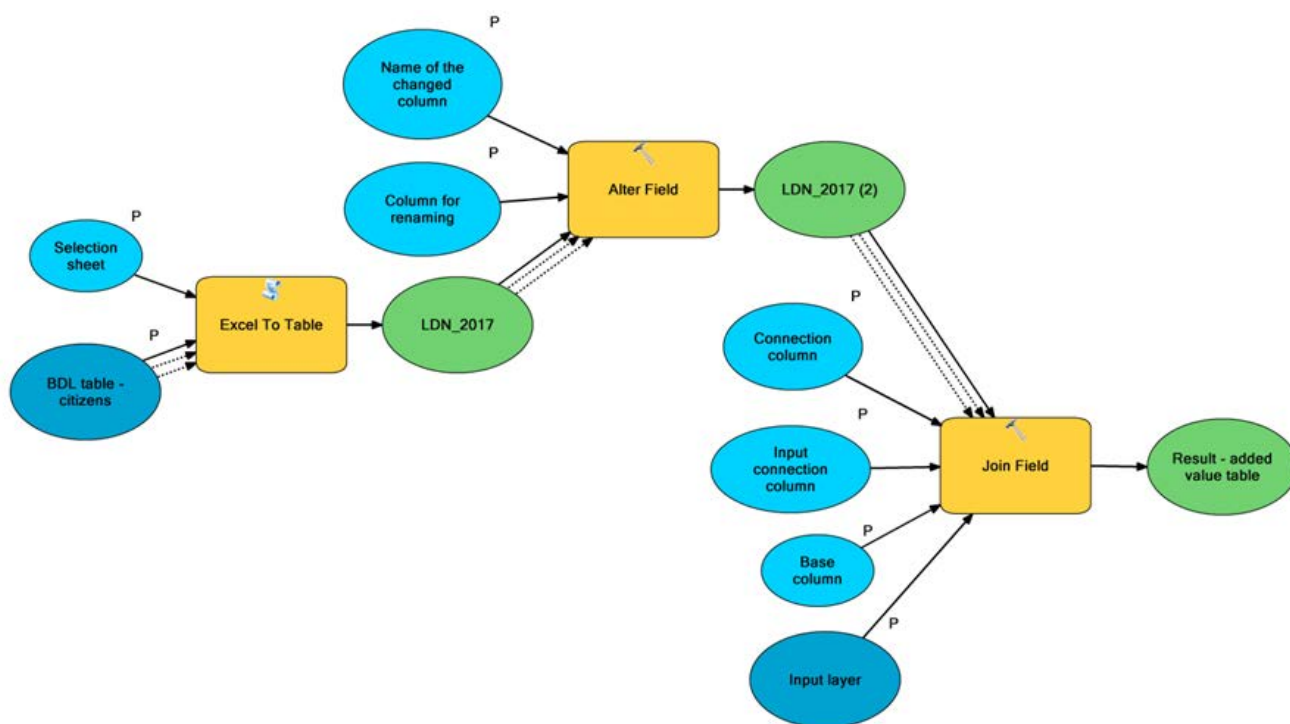 P
Name of the
changed
column
P
Column for
renaming
Alter Field
LDN_2017 (2)
P
Selection
sheet
P
BDL table -
citizens
Excel To Table
LDN_2017
P
Connection
column
P
Input
connection
column
P
Base
column
P
Input layer
Join Field
Result - added
value table